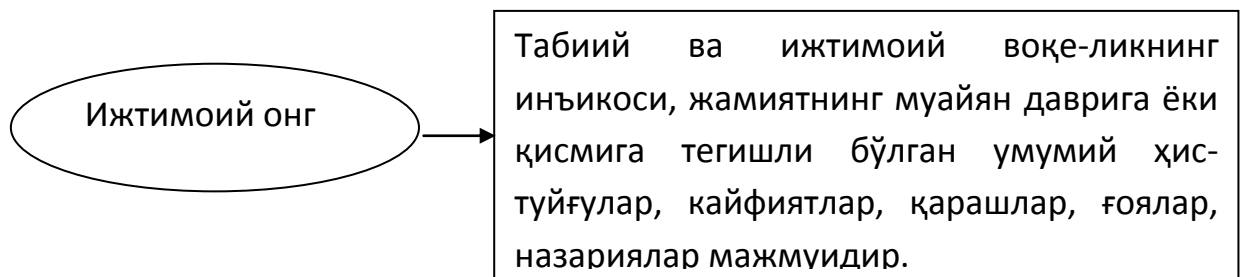 Ижтимоий онг
Табиий ва ижтимоий воқе-ликнинг
инъикоси, жамиятнинг муайян даврига ёки
қисмига тегишли бўлган умумий ҳис-
туйғулар, кайфиятлар, қарашлар, ғоялар,
назариялар мажмуидир.